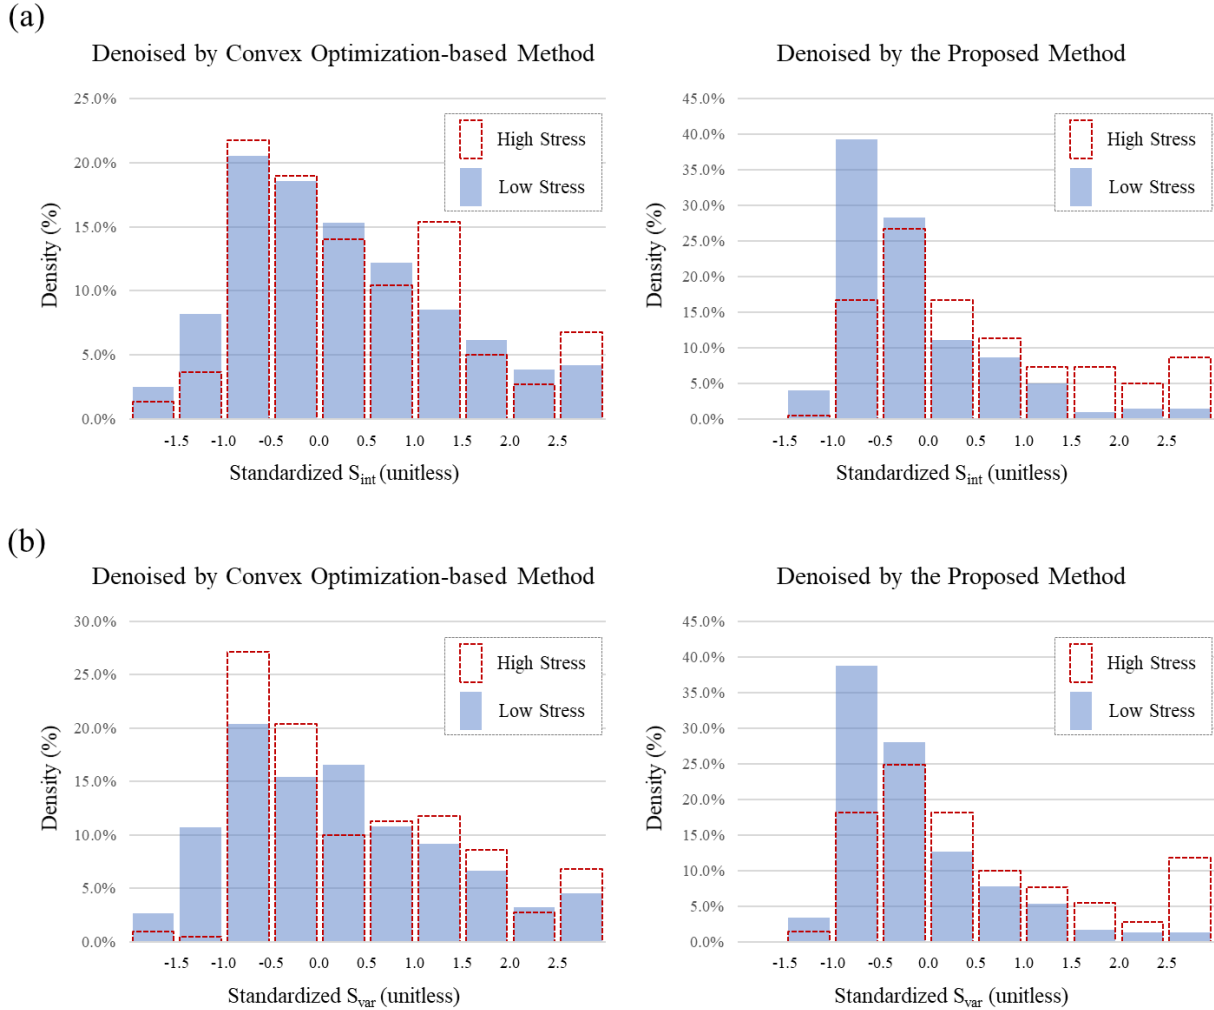 (a)
Denoised by Convex Optimization-based Method
25.0%
20.0%
15.0%
10.0%
5.0%
0.0%
Density (%)
High Stress
Low Stress
-1.5 -1.0 -0.5 0.0 0.5 1.0 1.5 2.0 2.5
Standardized S_int (unitless)
Denoised by the Proposed Method
45.0%
40.0%
35.0%
30.0%
25.0%
20.0%
15.0%
10.0%
5.0%
0.0%
Density (%)
High Stress
Low Stress
-1.5 -1.0 -0.5 0.0 0.5 1.0 1.5 2.0 2.5
Standardized S_int (unitless)
(b)
Denoised by Convex Optimization-based Method
30.0%
25.0%
20.0%
15.0%
10.0%
5.0%
0.0%
Density (%)
High Stress
Low Stress
-1.5 -1.0 -0.5 0.0 0.5 1.0 1.5 2.0 2.5
Standardized S_var (unitless)
Denoised by the Proposed Method
45.0%
40.0%
35.0%
30.0%
25.0%
20.0%
15.0%
10.0%
5.0%
0.0%
Density (%)
High Stress
Low Stress
-1.5 -1.0 -0.5 0.0 0.5 1.0 1.5 2.0 2.5
Standardized S_var (unitless)